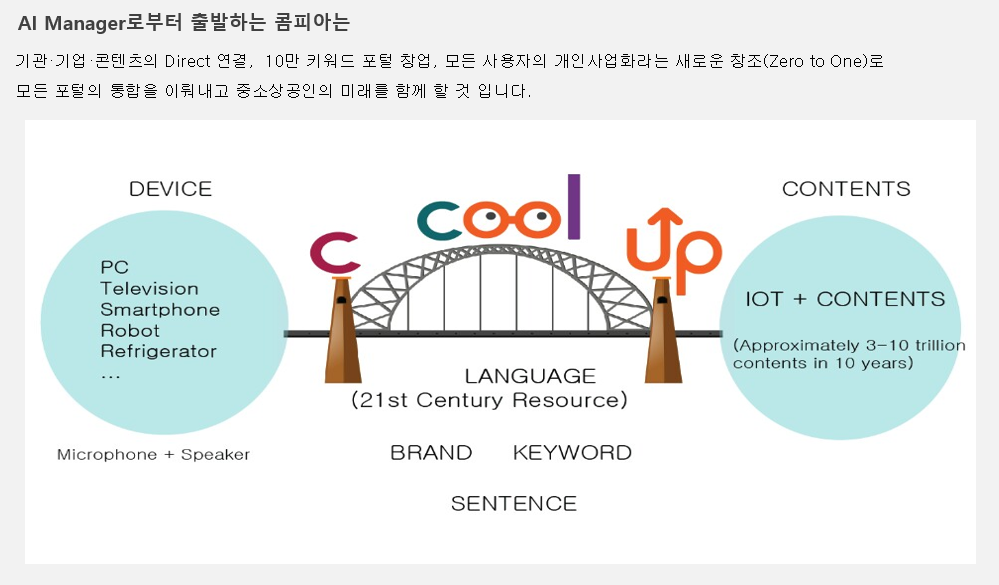 AI Manager로부터 출발하는 콤피아는
기관·기업·콘텐츠의 Direct 연결, 10만 키워드 포털 창업, 모든 사용자의 개인사업화라는 새로운 창조(Zero to One)로
모든 포털의 통합을 이뤄내고 중소상공인의 미래를 함께 할 것 입니다.
DEVICE
PC
Television
Smartphone
Robot
Refrigerator
...
Microphone + Speaker
c cool up
LANGUAGE
(21st Century Resource)
BRAND KEYWORD
SENTENCE
CONTENTS
IOT + CONTENTS
(Approximately 3-10 trillion
contents in 10 years)